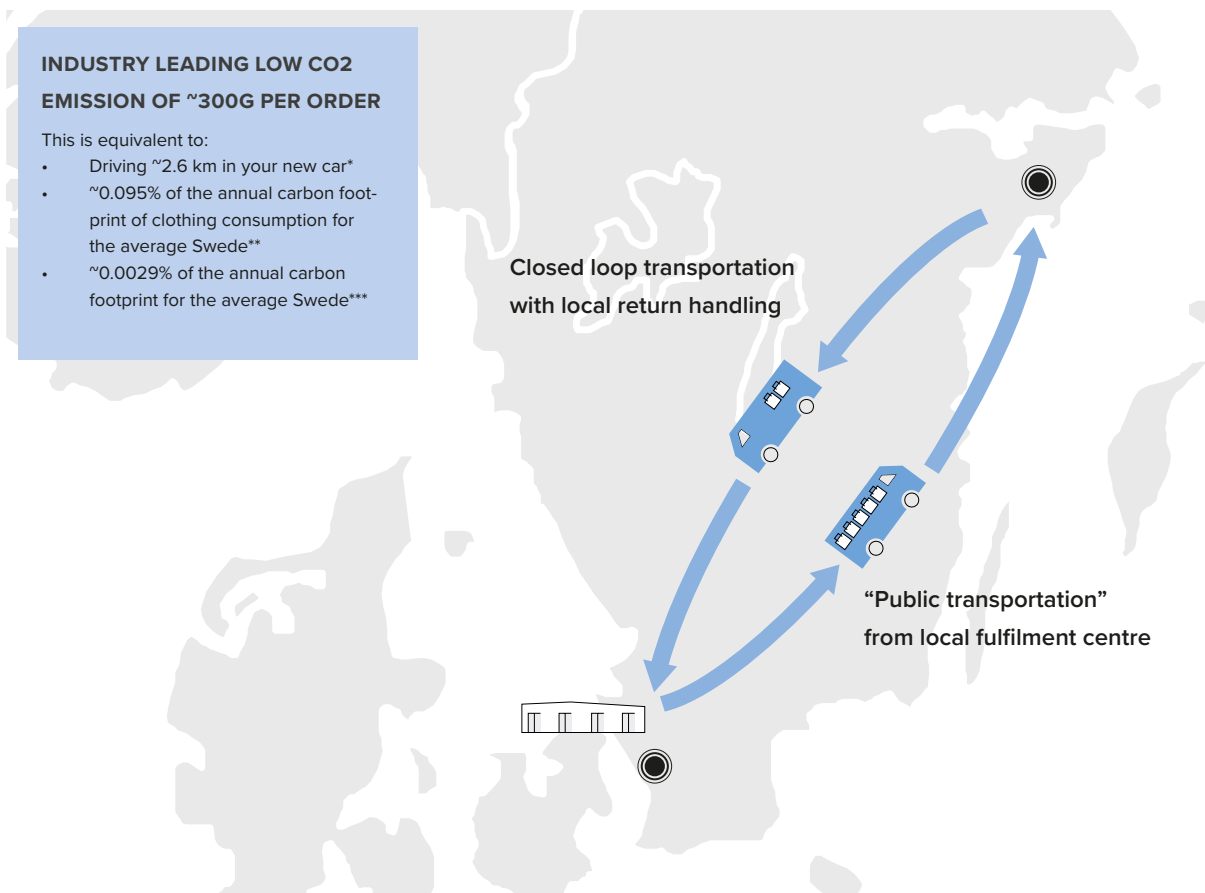 INDUSTRY LEADING LOW CO2
EMISSION OF ~300G PER ORDER
This is equivalent to:
• Driving ~2.6 km in your new car*
• ~0.095% of the annual carbon foot-
print of clothing consumption for
the average Swede**
• ~0.0029% of the annual carbon
footprint for the average Swede***
Closed loop transportation
with local return handling
“Public transportation”
from local fulfilment centre